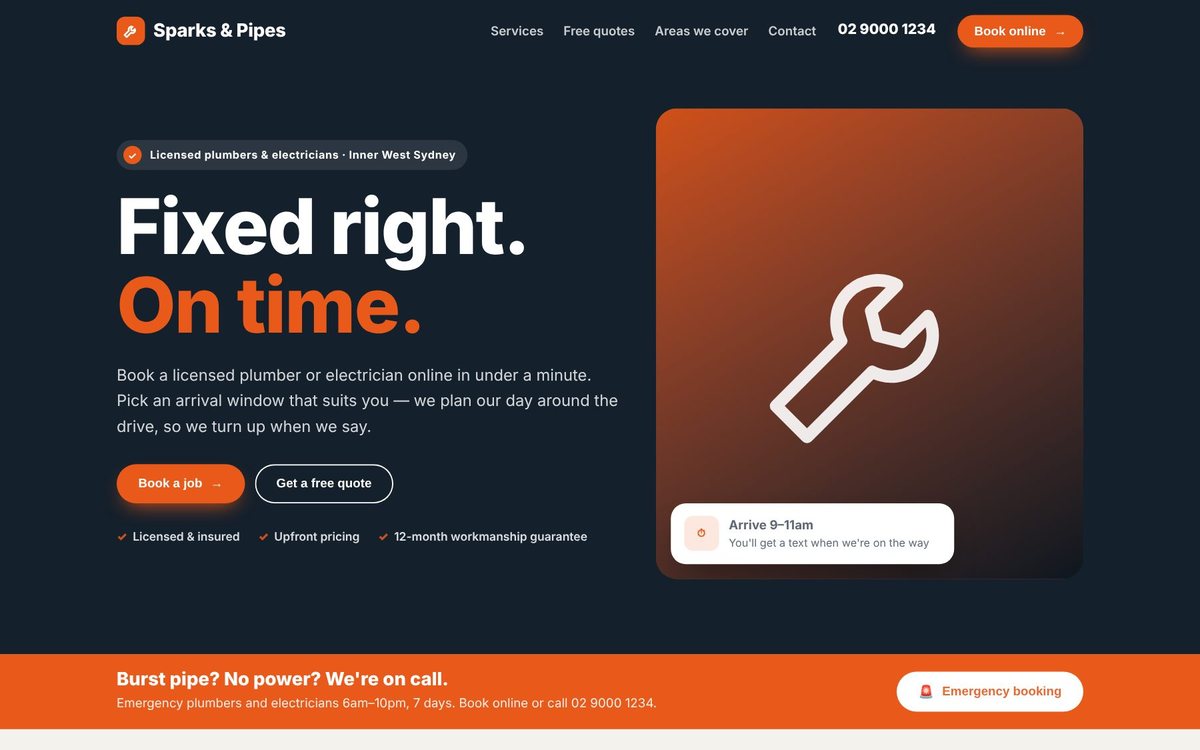 Sparks & Pipes
Services
Free quotes
Areas we cover
Contact
02 9000 1234
Book online →
Licensed plumbers & electricians · Inner West Sydney
Fixed right.
On time.
Book a licensed plumber or electrician online in under a minute.
Pick an arrival window that suits you — we plan our day around the
drive, so we turn up when we say.
Book a job →
Get a free quote
✓ Licensed & insured
✓ Upfront pricing
✓ 12-month workmanship guarantee
Arrive 9–11am
You'll get a text when we're on the way
Burst pipe? No power? We're on call.
Emergency plumbers and electricians 6am–10pm, 7 days. Book online or call 02 9000 1234.
🚨 Emergency booking